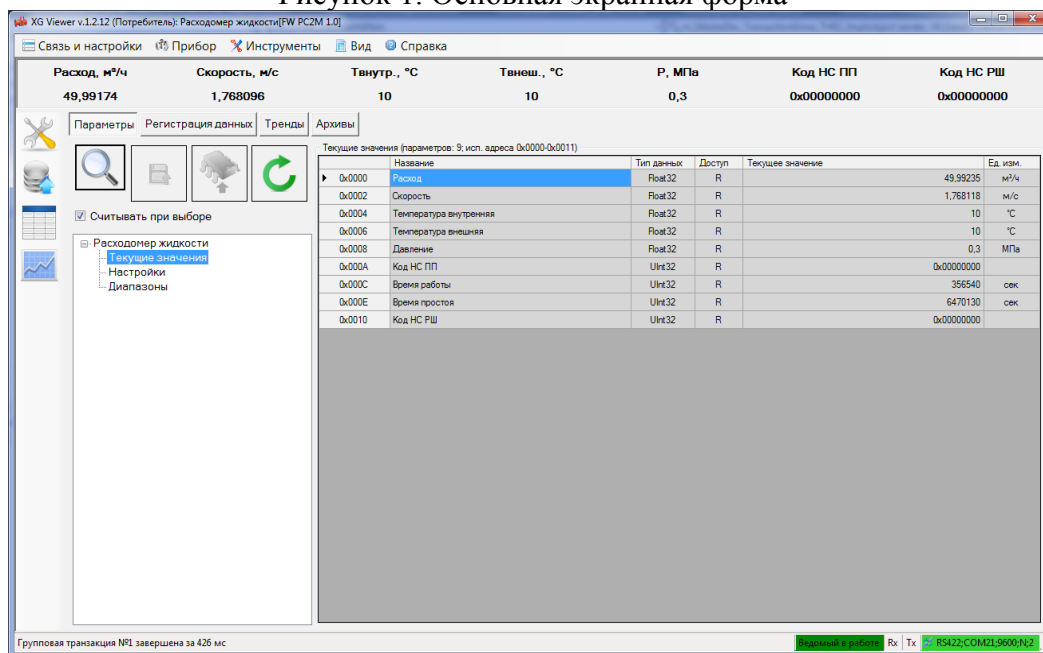 Рисунок 1. Основная экранная форма
XG Viewer v.1.2.12 (Потребитель): Расходомер жидкости[FW PC2M 1.0]
Связь и настройки Прибор Инструменты Вид Справка
Расход, м³/ч Скорость, м/с Твнутр., °C Твнеш., °C P, МПа Код НС ПП Код НС РШ
49,99174 1,768096 10 10 0,3 0x00000000 0x00000000
Параметры Регистрация данных Тренды Архивы
Текущие значения (параметров: 9; исп. адреса 0x0000-0x0011)
Название Тип данных Доступ Текущее значение Ед. изм.
0x0000 Расход Float32 R 49,99235 м³/ч
0x0002 Скорость Float32 R 1,768118 м/с
0x0004 Температура внутренняя Float32 R 10 °C
0x0006 Температура внешняя Float32 R 10 °C
0x0008 Давление Float32 R 0,3 МПа
0x000A Код НС ПП UInt32 R 0x00000000
0x000C Время работы UInt32 R 356540 сек
0x000E Время простоя UInt32 R 6470130 сек
0x0010 Код НС РШ UInt32 R 0x00000000
Считывать при выборе
Расходомер жидкости
Текущие значения
Настройки
Диапазоны
Групповая транзакция №1 завершена за 426 мс
Ведомый в работе Rx Tx RS422;COM21;9600;N;2